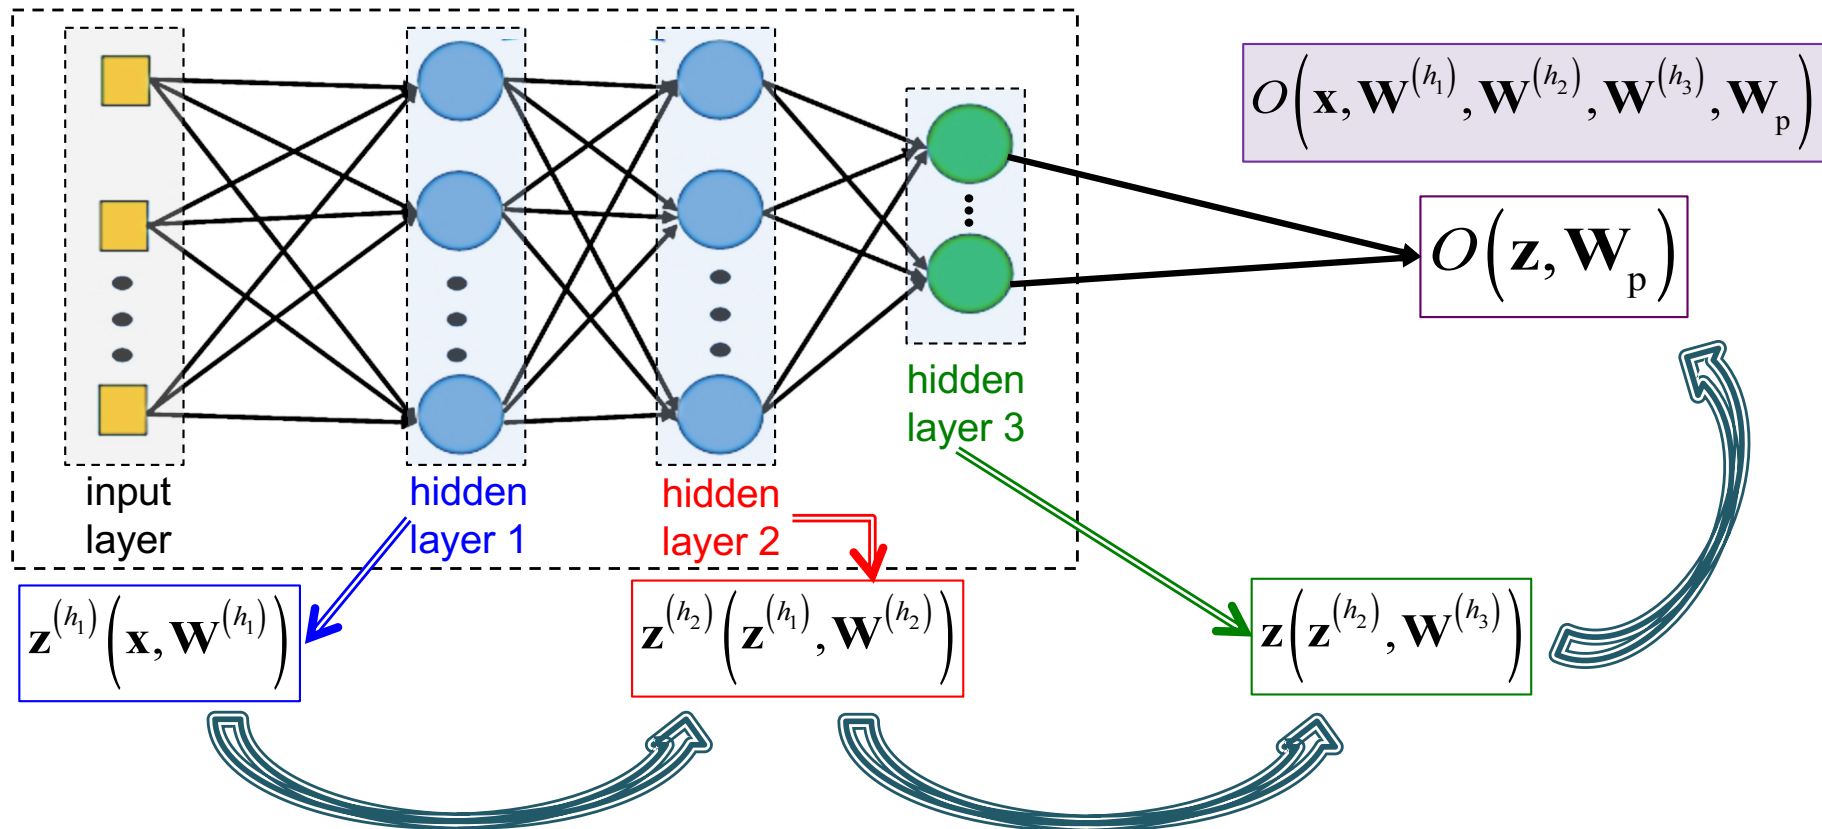 O(x, W^(h₁), W^(h₂), W^(h₃), W_p)
O(z, W_p)
hidden
layer 3
input
layer
hidden
layer 1
hidden
layer 2
z^(h₁)(x, W^(h₁))
z^(h₂)(z^(h₁), W^(h₂))
z(z^(h₂), W^(h₃))